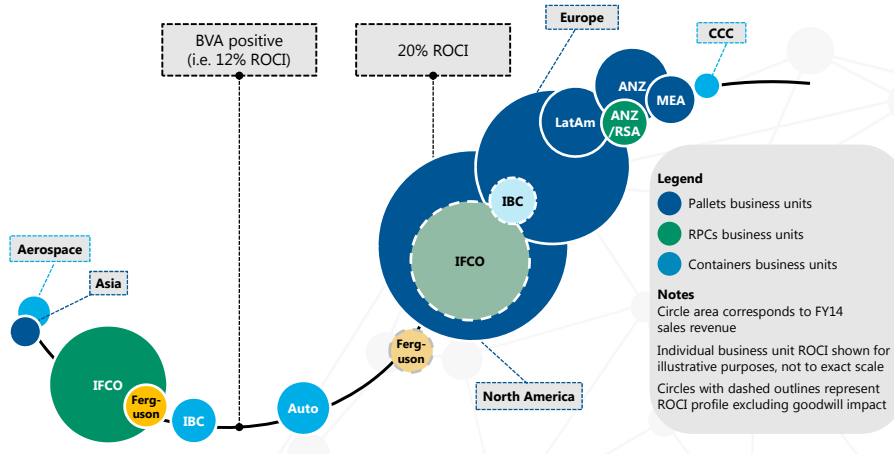 BVA positive
(i.e. 12% ROCI)
20% ROCI
Europe
CCC
ANZ
MEA
LatAm
ANZ
/RSA
IBC
IFCO
Aerospace
Asia
IFCO
Ferg-
uson
IBC
Auto
Ferg-
uson
North America
Legend
Pallets business units
RPCs business units
Containers business units
Notes
Circle area corresponds to FY14
sales revenue
Individual business unit ROCI shown for
illustrative purposes, not to exact scale
Circles with dashed outlines represent
ROCI profile excluding goodwill impact